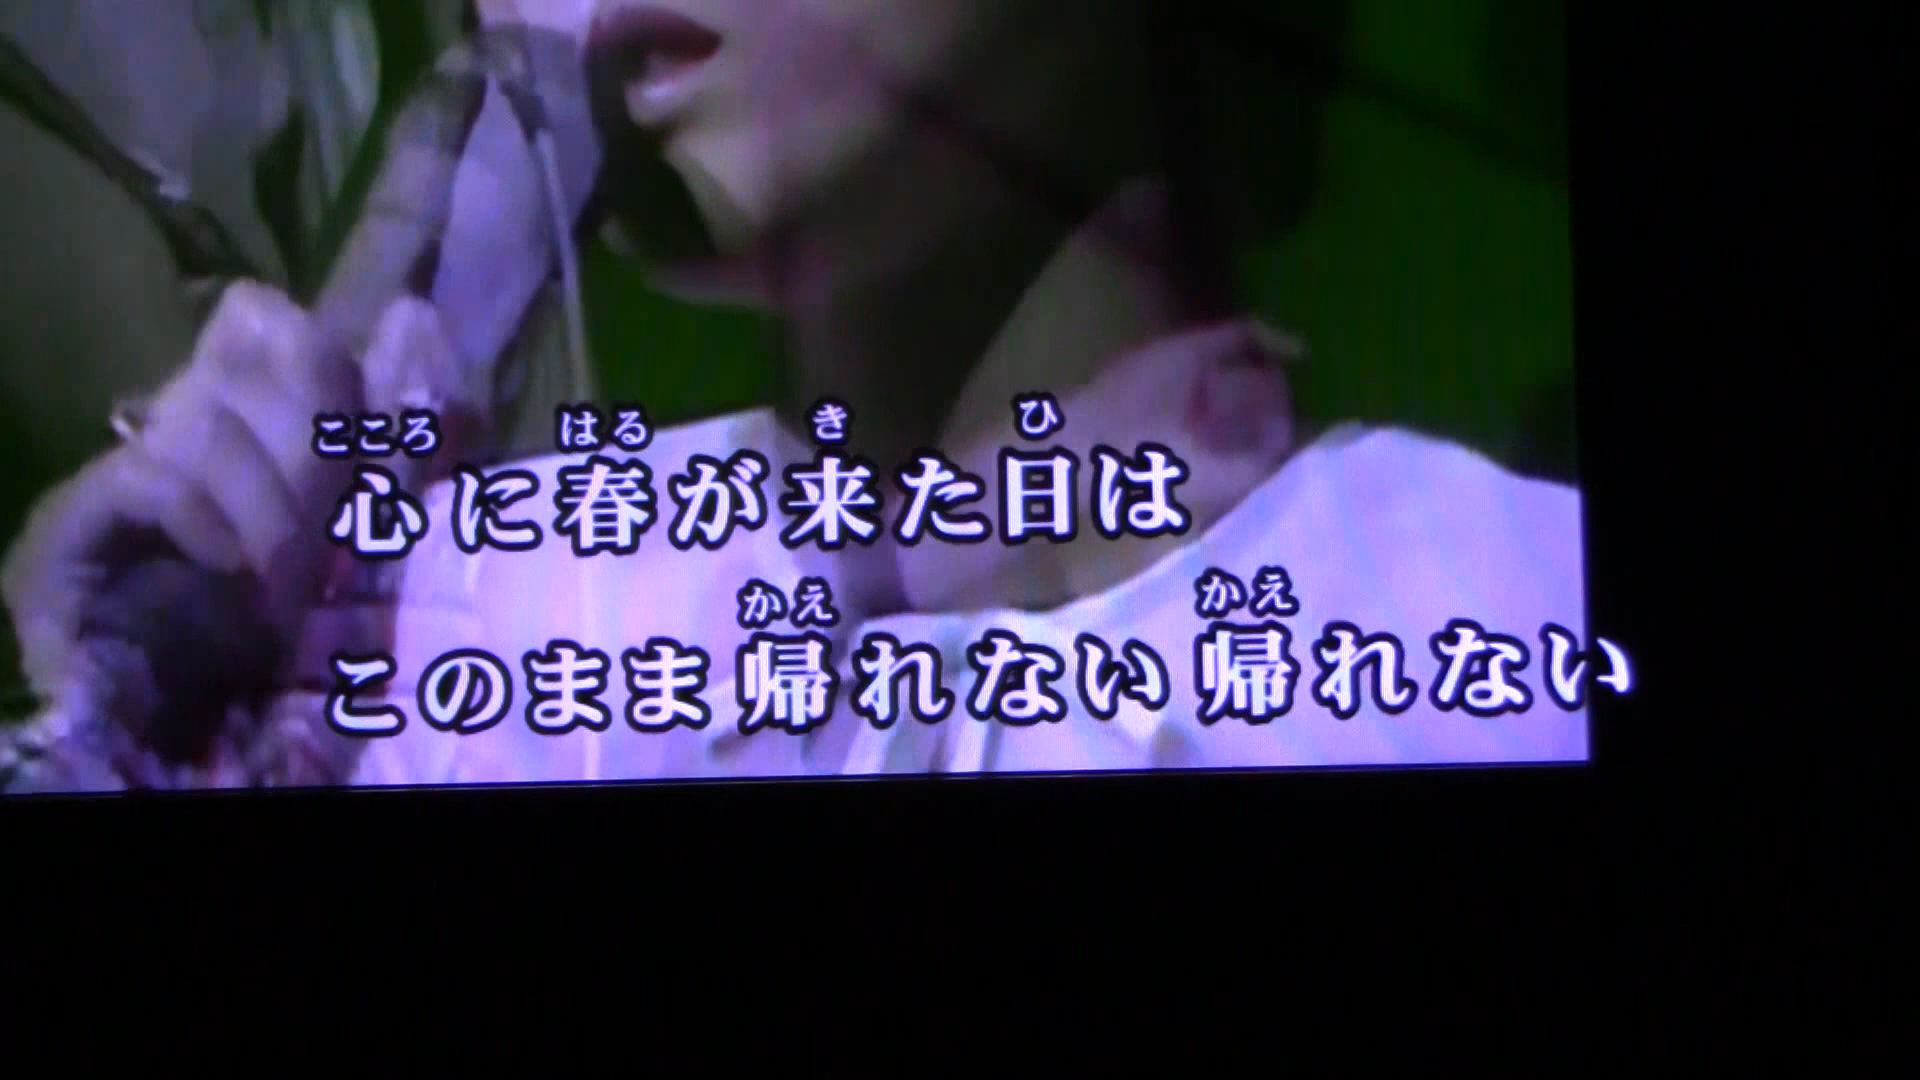 こころ はる き ひ
心に春が来た日は
かえ かえ
このまま帰れない 帰れない